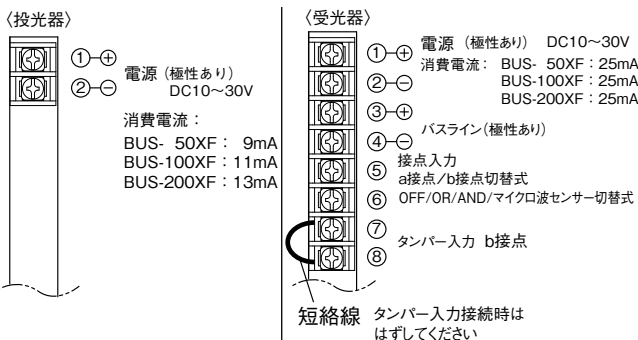 〈投光器〉
①-⊕
②-⊖
電源（極性あり）
DC10～30V
消費電流：
BUS- 50XF： 9mA
BUS-100XF：11mA
BUS-200XF：13mA
〈受光器〉
①-⊕ 電源（極性あり） DC10～30V
消費電流： BUS- 50XF：25mA
②-⊖ BUS-100XF：25mA
BUS-200XF：25mA
③-⊕
④-⊖ バスライン（極性あり）
⑤ 接点入力
a接点/b接点切替式
⑥ OFF/OR/AND/マイクロ波センサー切替式
⑦
タンパー入力 b接点
⑧
短絡線 タンパー入力接続時は
はずしてください